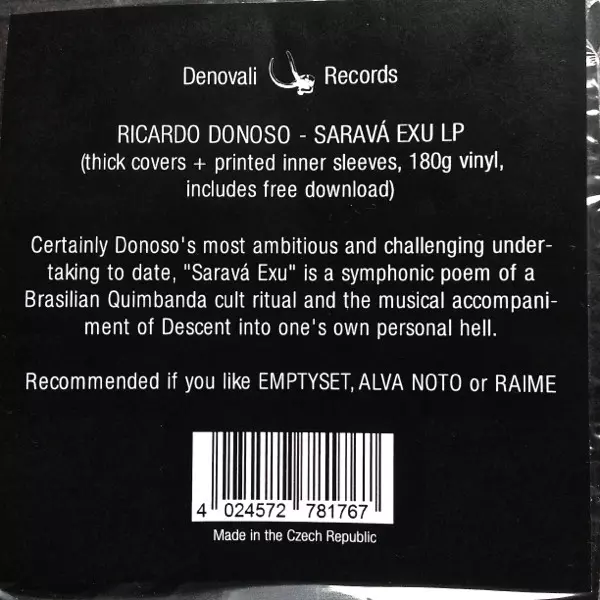 Denovali Records
RICARDO DONOSO - SARAVÁ EXU LP
(thick covers + printed inner sleeves, 180g vinyl,
includes free download)
Certainly Donoso's most ambitious and challenging under-
taking to date, "Saravá Exu" is a symphonic poem of a
Brasilian Quimbanda cult ritual and the musical accompani-
ment of Descent into one's own personal hell.
Recommended if you like EMPTYSET, ALVA NOTO or RAIME
4 024572 781767
Made in the Czech Republic